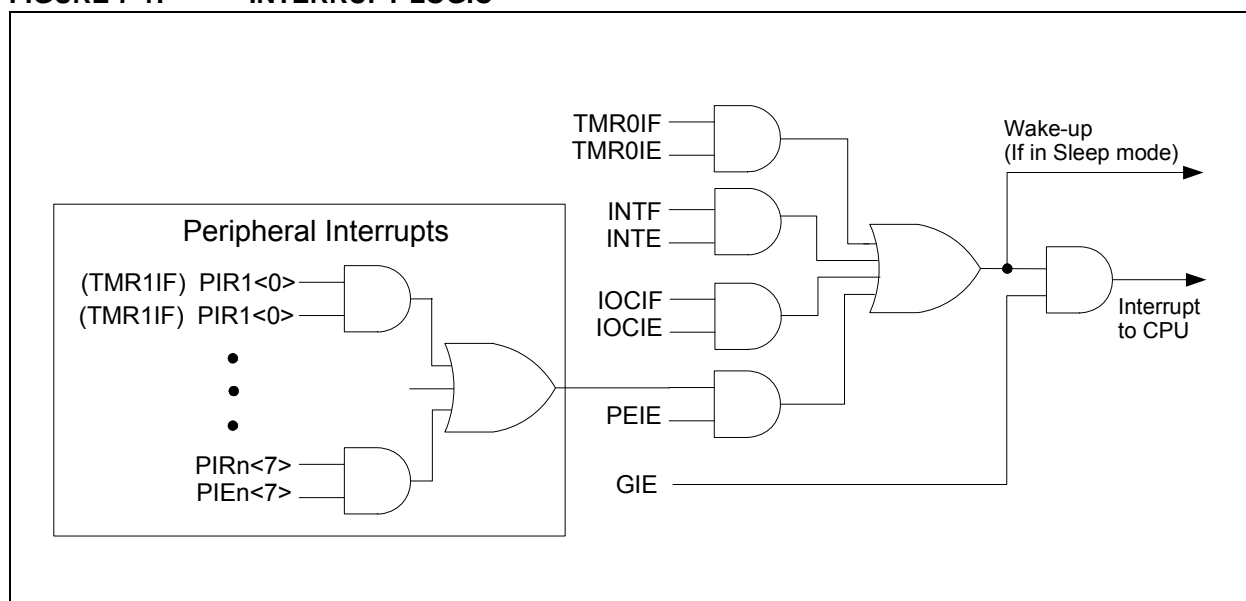 FIGURE 7-1: INTERRUPT LOGIC
TMR0IF
TMR0IE
Wake-up
(If in Sleep mode)
INTF
INTE
Peripheral Interrupts
(TMR1IF) PIR1<0>
(TMR1IF) PIR1<0>
IOCIF
IOCIE
Interrupt
to CPU
PEIE
PIRn<7>
PIEn<7>
GIE